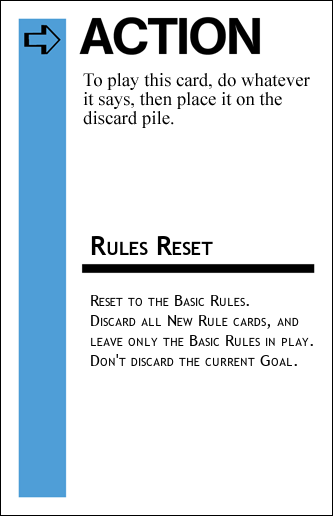 ACTION
To play this card, do whatever
it says, then place it on the
discard pile.
Rules Reset
Reset to the Basic Rules.
Discard all New Rule cards, and
leave only the Basic Rules in play.
Don't discard the current Goal.